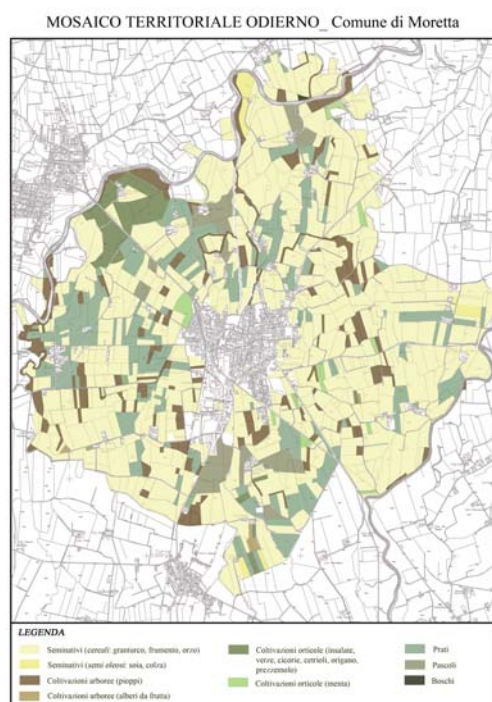 MOSAICO TERRITORIALE ODIERNO_ Comune di Moretta
LEGENDA
Seminativi (cereali: granturco, frumento, orzo)
Seminativi (semi oleosi: soia, colza)
Coltivazioni arboree (pioppi)
Coltivazioni arboree (alberi da frutta)
Coltivazioni orticole (insalate,
verze, cicorie, cetrioli, origano,
prezzemolo)
Coltivazioni orticole (menta)
Prati
Pascoli
Boschi